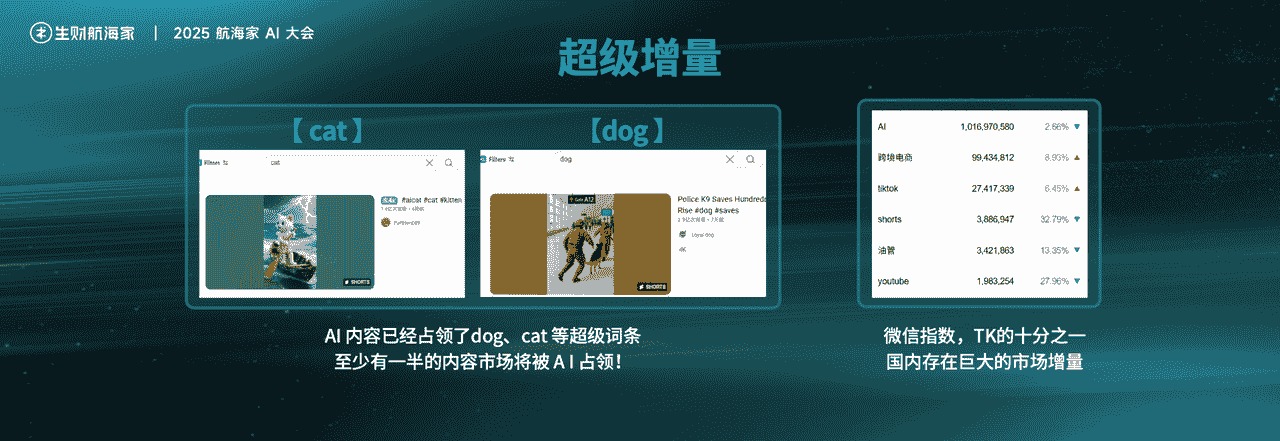 生财航海家 | 2025 航海家 AI 大会
超级增量
【 cat 】
【dog】
Filters
cat
#aicat #cat #kitten
SHORTS
Filters
dog
Gate A12
Police K9 Saves Hundreds
Rise #dog #saves
Loyal dog
4K
SHORTS
AI 1,016,970,580 2.66% ▼
跨境电商 99,434,812 8.93% ▲
tiktok 27,417,339 6.45% ▲
shorts 3,886,947 32.79% ▼
油管 3,421,863 13.35% ▼
youtube 1,983,254 27.96% ▼
AI 内容已经占领了dog、cat 等超级词条
至少有一半的内容市场将被 A I 占领！
微信指数，TK的十分之一
国内存在巨大的市场增量